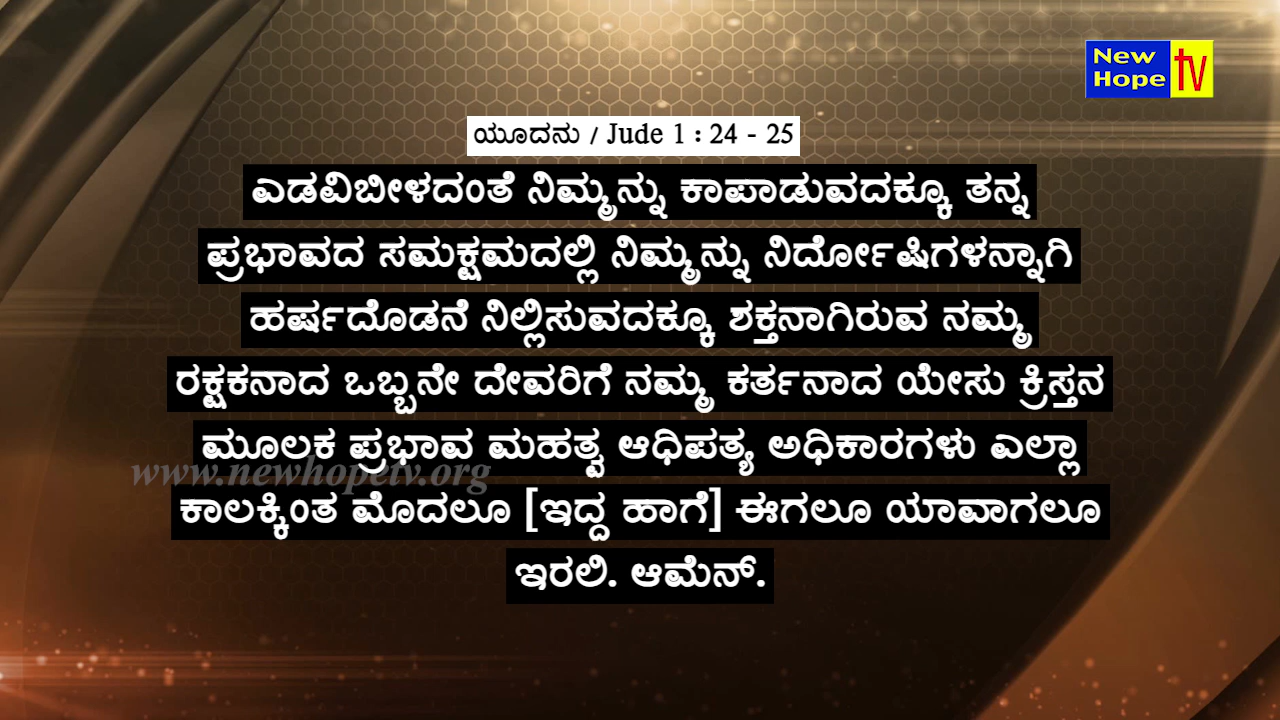 New
Hope
tv
ಯೂದನು / Jude 1 : 24 - 25
ಎಡವಿಬೀಳದಂತೆ ನಿಮ್ಮನ್ನು ಕಾಪಾಡುವದಕ್ಕೂ ತನ್ನ
ಪ್ರಭಾವದ ಸಮಕ್ಷಮದಲ್ಲಿ ನಿಮ್ಮನ್ನು ನಿರ್ದೋಷಿಗಳನ್ನಾಗಿ
ಹರ್ಷದೊಡನೆ ನಿಲ್ಲಿಸುವದಕ್ಕೂ ಶಕ್ತನಾಗಿರುವ ನಮ್ಮ
ರಕ್ಷಕನಾದ ಒಬ್ಬನೇ ದೇವರಿಗೆ ನಮ್ಮ ಕರ್ತನಾದ ಯೇಸು ಕ್ರಿಸ್ತನ
ಮೂಲಕ ಪ್ರಭಾವ ಮಹತ್ವ ಆಧಿಪತ್ಯ ಅಧಿಕಾರಗಳು ಎಲ್ಲಾ
www.newhopetv.org
ಕಾಲಕ್ಕಿಂತ ಮೊದಲೂ [ಇದ್ದ ಹಾಗೆ] ಈಗಲೂ ಯಾವಾಗಲೂ
ಇರಲಿ. ಆಮೆನ್.